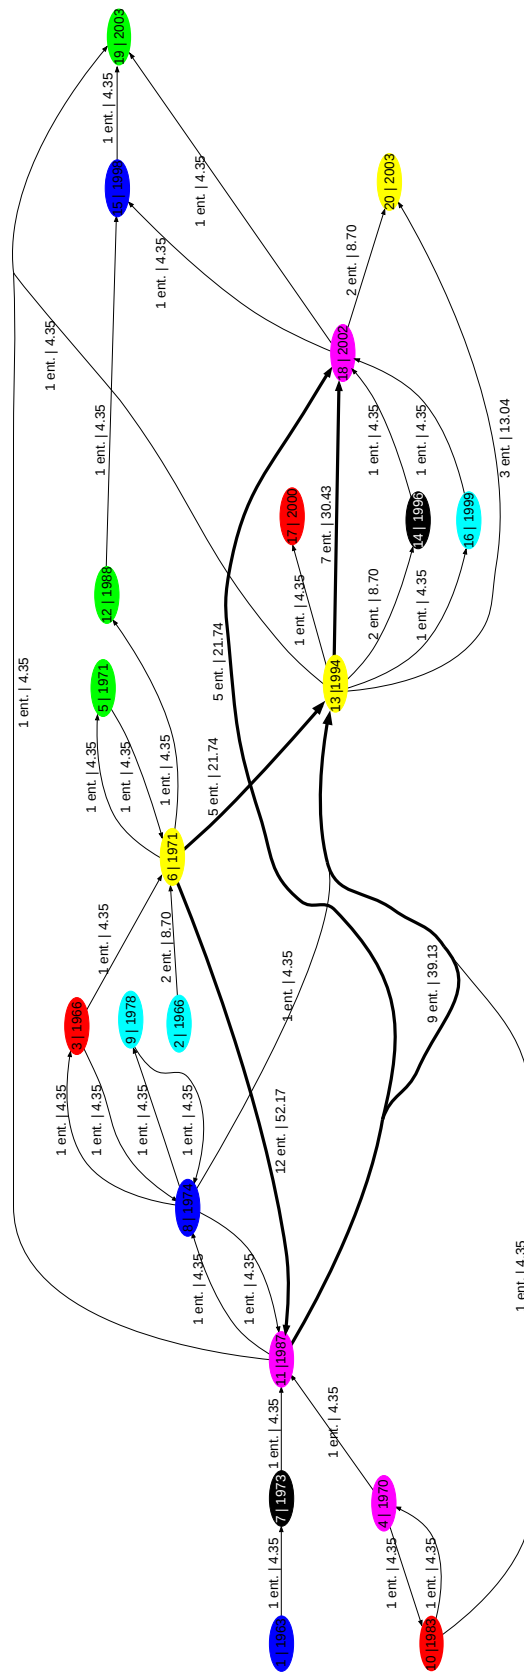 19 | 2003
1 ent. | 4.35
15 | 1990
1 ent. | 4.35
20 | 2003
1 ent. | 4.35
2 ent. | 8.70
1 ent. | 4.35
18 | 2002
1 ent. | 4.35
1 ent. | 4.35
1 ent. | 4.35
3 ent. | 13.04
17 | 2000
7 ent. | 30.43
14 | 1996
16 | 1999
12 | 1988
1 ent. | 4.35
2 ent. | 8.70
1 ent. | 4.35
1 ent. | 4.35
5 ent. | 21.74
5 | 1971
13 |1994
1 ent. | 4.35
1 ent. | 4.35
1 ent. | 4.35
5 ent. | 21.74
6 | 1971
1 ent. | 4.35
2 ent. | 8.70
1 ent. | 4.35
9 ent. | 39.13
3 | 1966
9 | 1978
2 | 1966
1 ent. | 4.35
1 ent. | 4.35
1 ent. | 4.35
1 ent. | 4.35
12 ent. | 52.17
8 | 1974
1 ent. | 4.35
1 ent. | 4.35
1 ent. | 4.35
11 |1987
1 ent. | 4.35
1 ent. | 4.35
7 | 1973
4 | 1970
1 ent. | 4.35
1 ent. | 4.35
1 ent. | 4.35
10 |1983